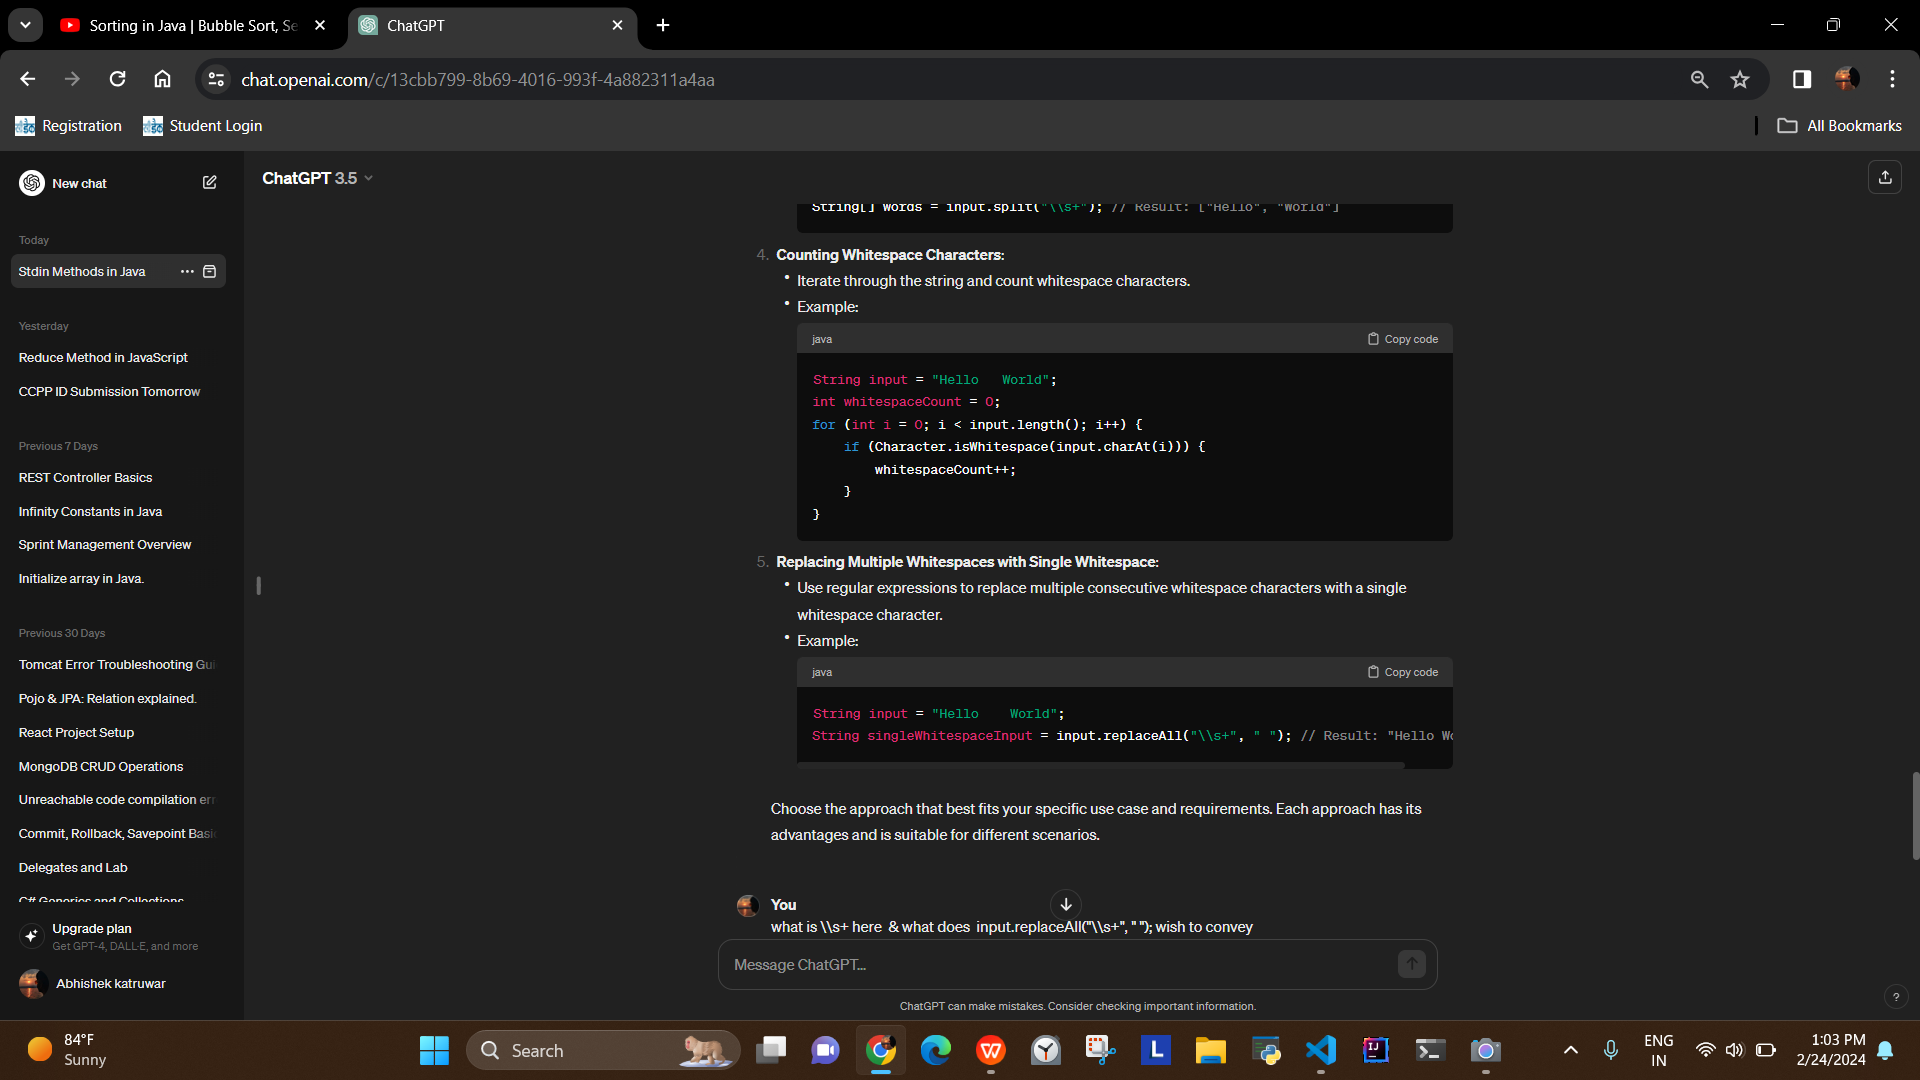 Sorting in Java | Bubble Sort, Se
ChatGPT
chat.openai.com/c/13cbb799-8b69-4016-993f-4a882311a4aa
Registration
Student Login
All Bookmarks
New chat
ChatGPT 3.5
Today
Stdin Methods in Java
Yesterday
Reduce Method in JavaScript
CCPP ID Submission Tomorrow
Previous 7 Days
REST Controller Basics
Infinity Constants in Java
Sprint Management Overview
Initialize array in Java.
Previous 30 Days
Tomcat Error Troubleshooting Gui
Pojo & JPA: Relation explained.
React Project Setup
MongoDB CRUD Operations
Unreachable code compilation err
Commit, Rollback, Savepoint Basic
Delegates and Lab
C# Generics and Collections
Upgrade plan
Get GPT-4, DALL·E, and more
Abhishek katruwar
String[] words = input.split("\\s+"); // Result: ["Hello", "World"]
4. Counting Whitespace Characters:
• Iterate through the string and count whitespace characters.
• Example:
java
Copy code
String input = "Hello   World";
int whitespaceCount = 0;
for (int i = 0; i < input.length(); i++) {
    if (Character.isWhitespace(input.charAt(i))) {
        whitespaceCount++;
    }
}
5. Replacing Multiple Whitespaces with Single Whitespace:
• Use regular expressions to replace multiple consecutive whitespace characters with a single
whitespace character.
• Example:
java
Copy code
String input = "Hello    World";
String singleWhitespaceInput = input.replaceAll("\\s+", " "); // Result: "Hello Wo
Choose the approach that best fits your specific use case and requirements. Each approach has its
advantages and is suitable for different scenarios.
You
what is \\s+ here  & what does  input.replaceAll("\\s+", " "); wish to convey
Message ChatGPT...
ChatGPT can make mistakes. Consider checking important information.
?
84°F
Sunny
Search
L
IJ
ENG
IN
1:03 PM
2/24/2024